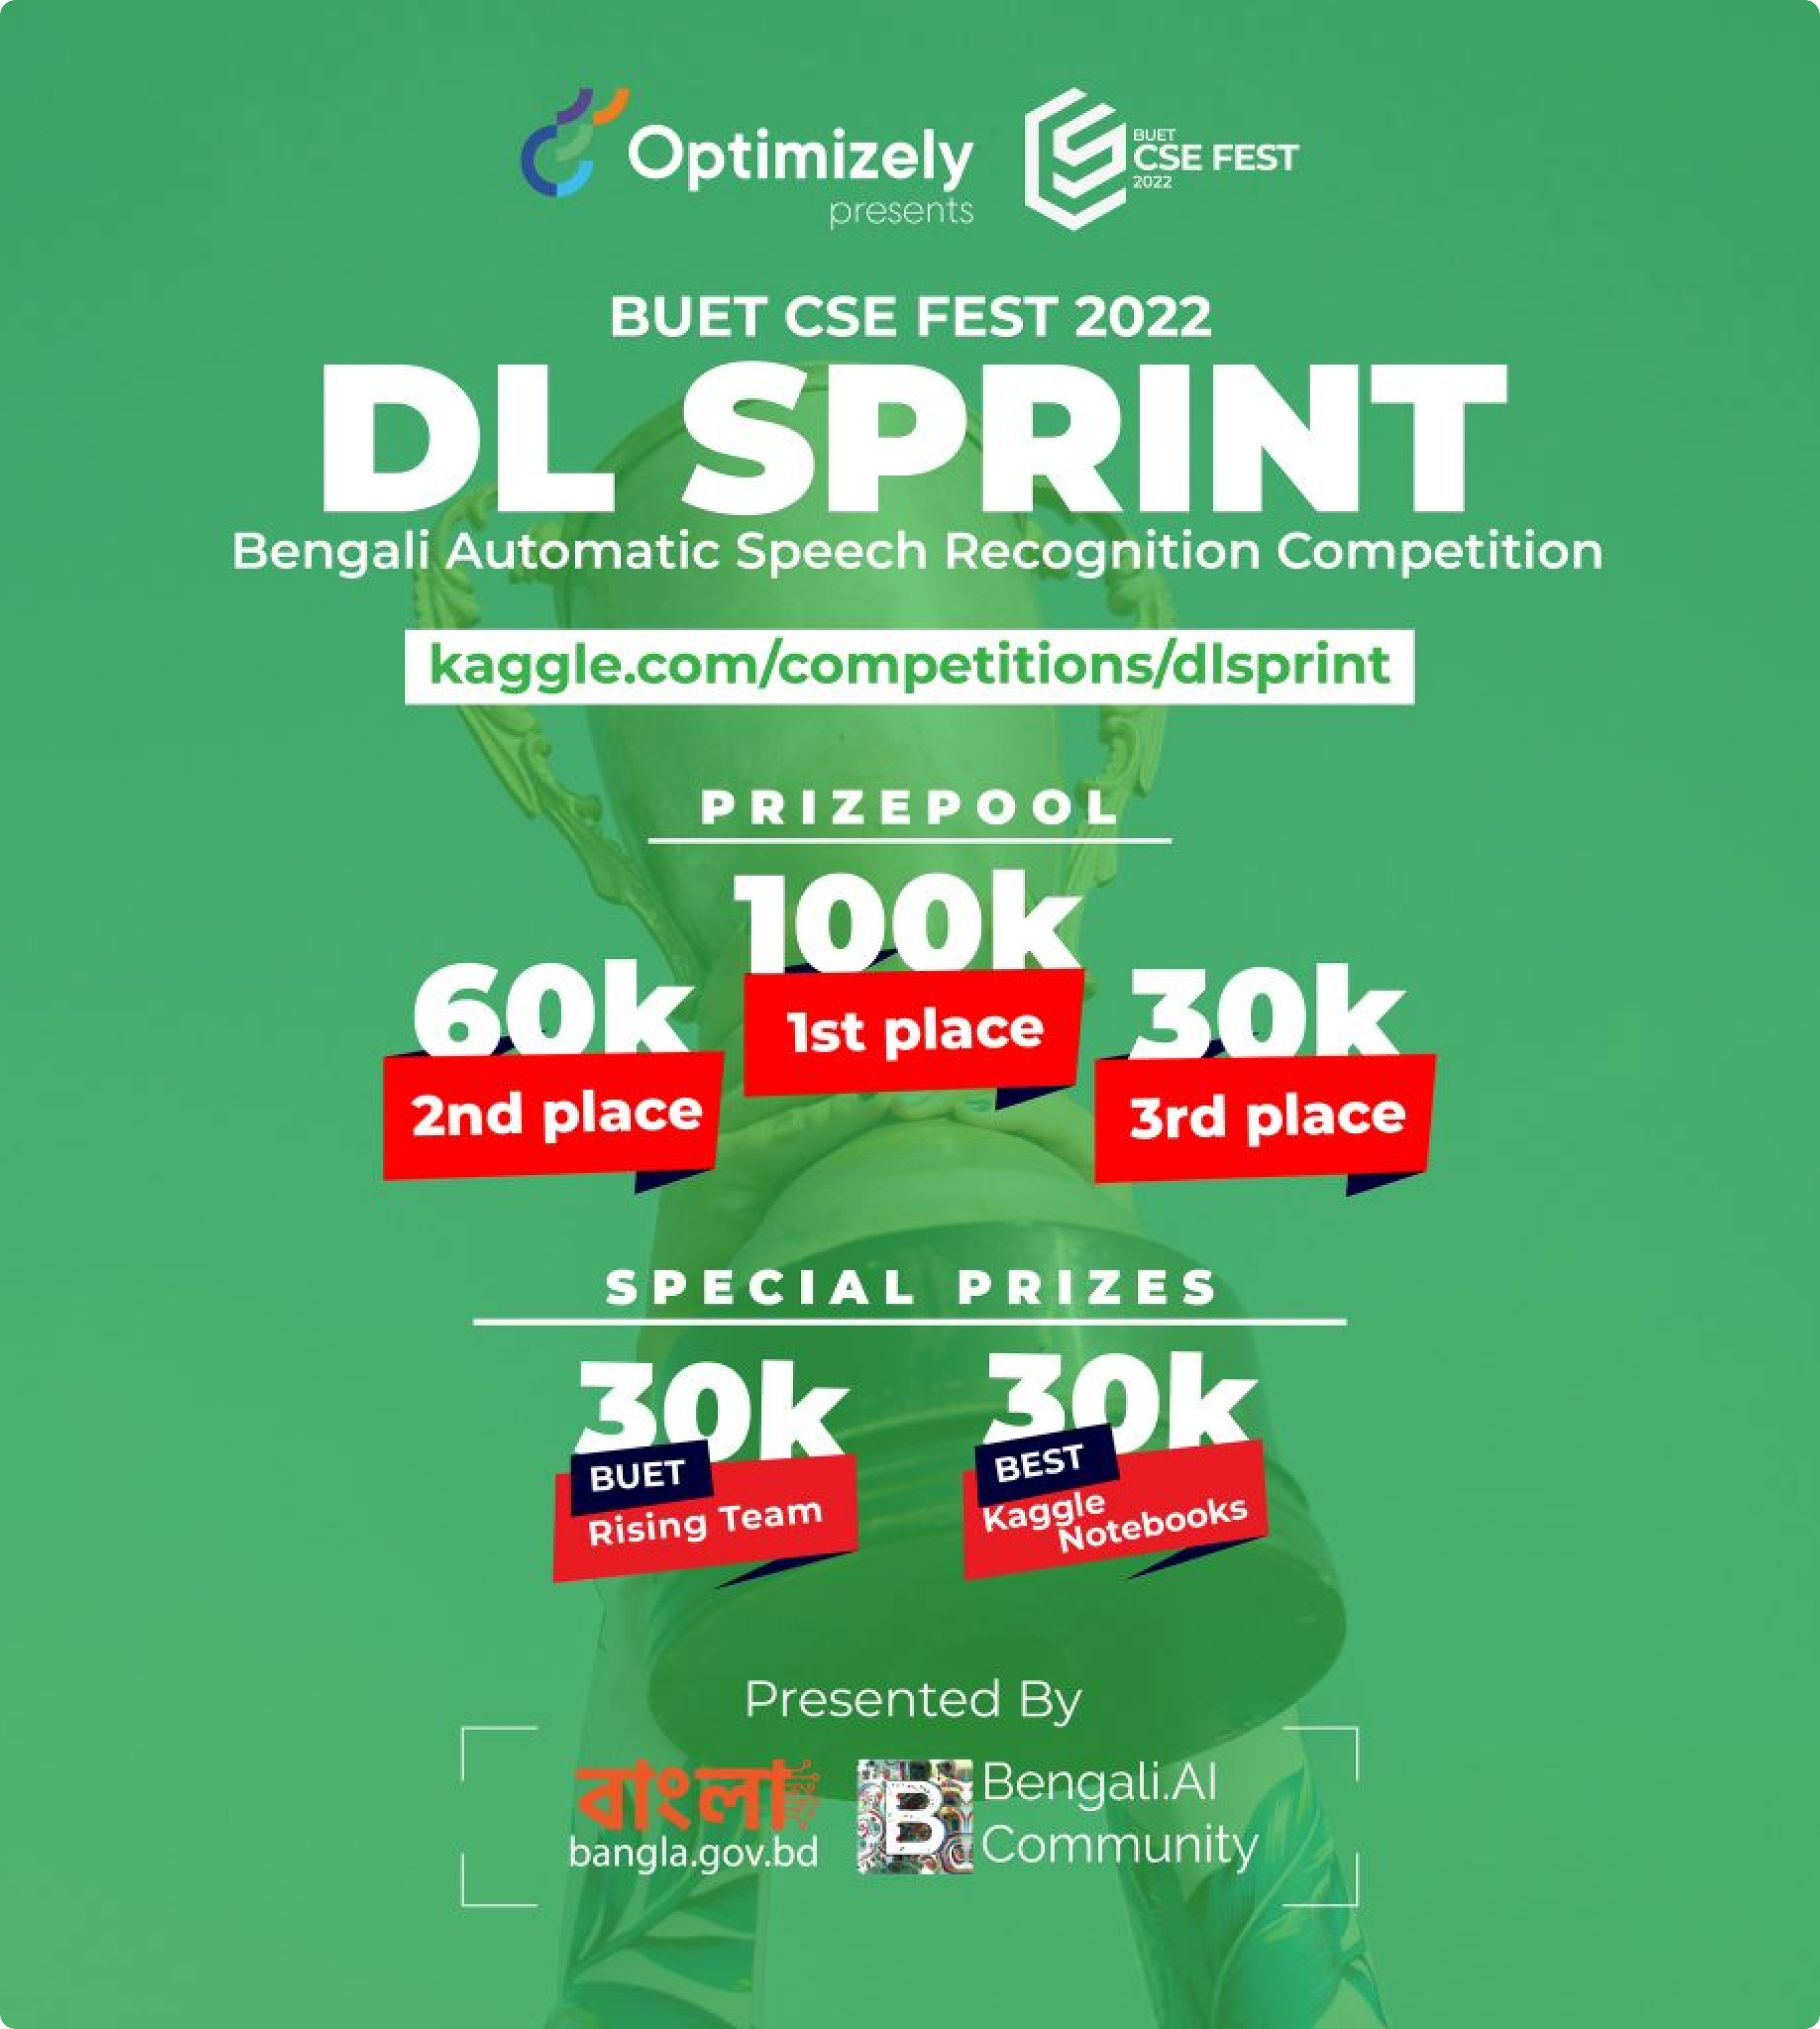 Optimizely
presents
BUET
CSE FEST
2022
BUET CSE FEST 2022
DL SPRINT
Bengali Automatic Speech Recognition Competition
kaggle.com/competitions/dlsprint
PRIZEPOOL
100k
1st place
60k
2nd place
30k
3rd place
SPECIAL PRIZES
30k
BUET
Rising Team
30k
BEST
Kaggle
Notebooks
Presented By
বাংলা
bangla.gov.bd
B
Bengali.AI
Community